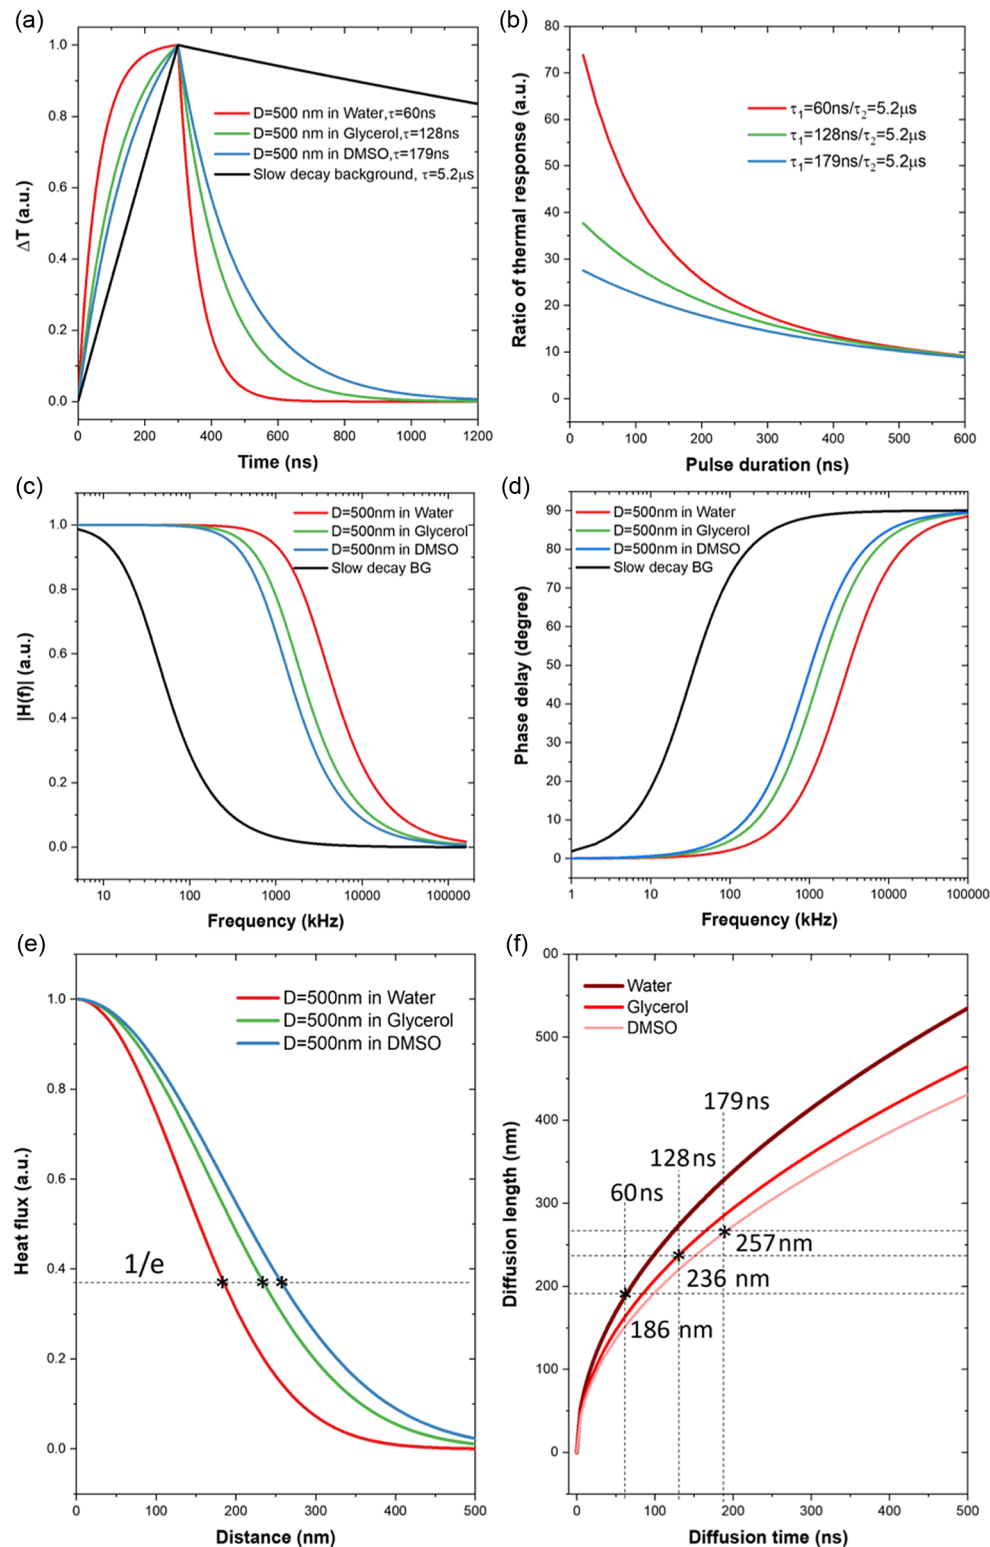 (a)
ΔT (a.u.)
1.0
0.8
0.6
0.4
0.2
0.0
D=500 nm in Water,τ=60ns
D=500 nm in Glycerol,τ=128ns
D=500 nm in DMSO,τ=179ns
Slow decay background, τ=5.2μs
0 200 400 600 800 1000 1200
Time (ns)
(b)
Ratio of thermal response (a.u.)
80
70
60
50
40
30
20
10
0
τ1=60ns/τ2=5.2μs
τ1=128ns/τ2=5.2μs
τ1=179ns/τ2=5.2μs
0 100 200 300 400 500 600
Pulse duration (ns)
(c)
|H(f)| (a.u.)
1.0
0.8
0.6
0.4
0.2
0.0
D=500nm in Water
D=500nm in Glycerol
D=500nm in DMSO
Slow decay BG
10 100 1000 10000 100000
Frequency (kHz)
(d)
Phase delay (degree)
90
80
70
60
50
40
30
20
10
0
D=500nm in Water
D=500nm in Glycerol
D=500nm in DMSO
Slow decay BG
1 10 100 1000 10000 100000
Frequency (kHz)
(e)
Heat flux (a.u.)
1.0
0.8
0.6
0.4
0.2
0.0
D=500nm in Water
D=500nm in Glycerol
D=500nm in DMSO
1/e
0 100 200 300 400 500
Distance (nm)
(f)
Diffusion length (nm)
00
500
400
300
200
100
0
Water
Glycerol
DMSO
179ns
128ns
60ns
257nm
236 nm
186 nm
0 100 200 300 400 500
Diffusion time (ns)